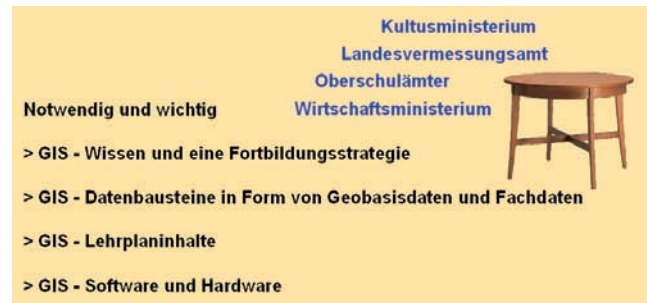 Kultusministerium
Landesvermessungsamt
Oberschulämter
Notwendig und wichtig
Wirtschaftsministerium
> GIS - Wissen und eine Fortbildungsstrategie
> GIS - Datenbausteine in Form von Geobasisdaten und Fachdaten
> GIS - Lehrplaninhalte
> GIS - Software und Hardware